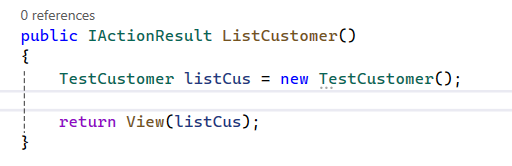 0 references
public IActionResult ListCustomer()
{
TestCustomer listCus = new TestCustomer();
return View(listCus);
}